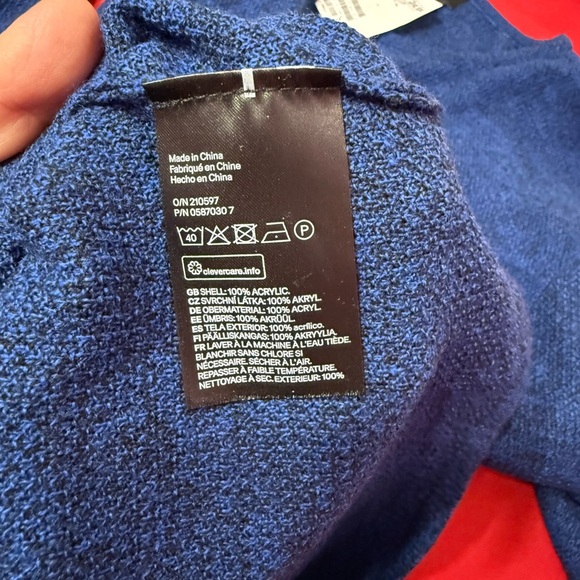 Made in China
Fabriqué en Chine
Hecho en China
O/N 210597
P/N 0587030 7
40 P
clevercare.info
GB SHELL: 100% ACRYLIC.
CZ SVRCHNÍ LÁTKA: 100% AKRYL.
DE OBERMATERIAL: 100% ACRYL
EE ÜMBRIS: 100% AKRÜÜL.
ES TELA EXTERIOR: 100% acrílico.
FI PÄÄLLISKANGAS: 100% AKRYYLIA.
FR LAVER À LA MACHINE À L'EAU TIÈDE.
BLANCHIR SANS CHLORE SI
NÉCESSAIRE. SÉCHER À L'AIR.
REPASSER À FAIBLE TEMPÉRATURE.
NETTOYAGE À SEC. EXTERIEUR: 100%